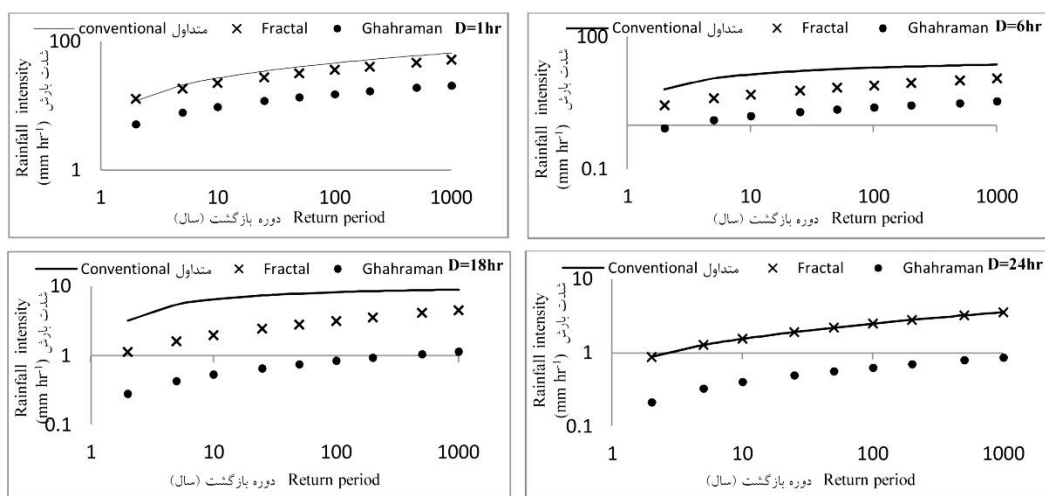 conventional متداول × Fractal ● Ghahraman D=1hr
100
1
1 10 100 1000
Rainfall intensity
(mm hr⁻¹) شدت بارش
دوره بازگشت (سال) Return period
Conventional متداول × Fractal ● Ghahraman D=6hr
100
0.1
1 10 100 1000
Rainfall intensity
(mm hr⁻¹) شدت بارش
دوره بازگشت (سال) Return period
Conventional متداول × Fractal ● Ghahraman D=18hr
10
1
0.1
1 10 100 1000
Rainfall intensity
(mm hr⁻¹) شدت بارش
دوره بازگشت (سال) Return period
Conventional متداول × Fractal ● Ghahraman D=24hr
10
1
0.1
1 10 100 1000
Rainfall intensity
(mm hr⁻¹) شدت بارش
دوره بازگشت (سال) Return period